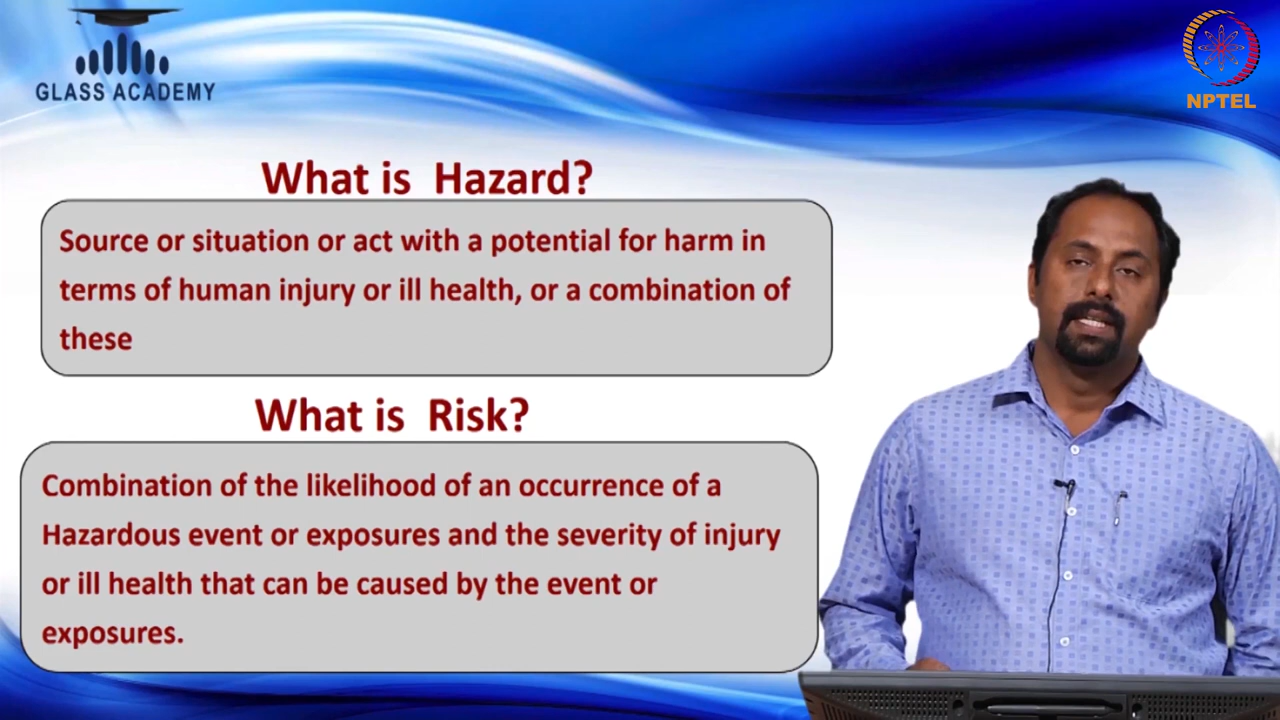 GLASS ACADEMY
NPTEL
What is Hazard?
Source or situation or act with a potential for harm in
terms of human injury or ill health, or a combination of
these
What is Risk?
Combination of the likelihood of an occurrence of a
Hazardous event or exposures and the severity of injury
or ill health that can be caused by the event or
exposures.